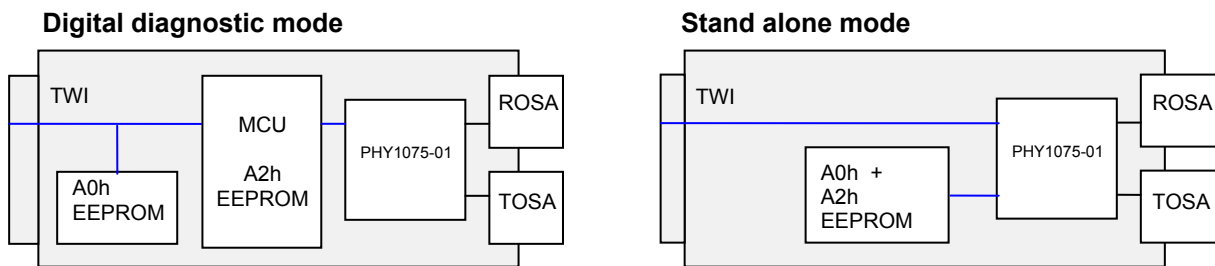 Digital diagnostic mode
TWI
MCU
A2h
EEPROM
A0h
EEPROM
PHY1075-01
ROSA
TOSA
Stand alone mode
TWI
A0h +
A2h
EEPROM
PHY1075-01
ROSA
TOSA